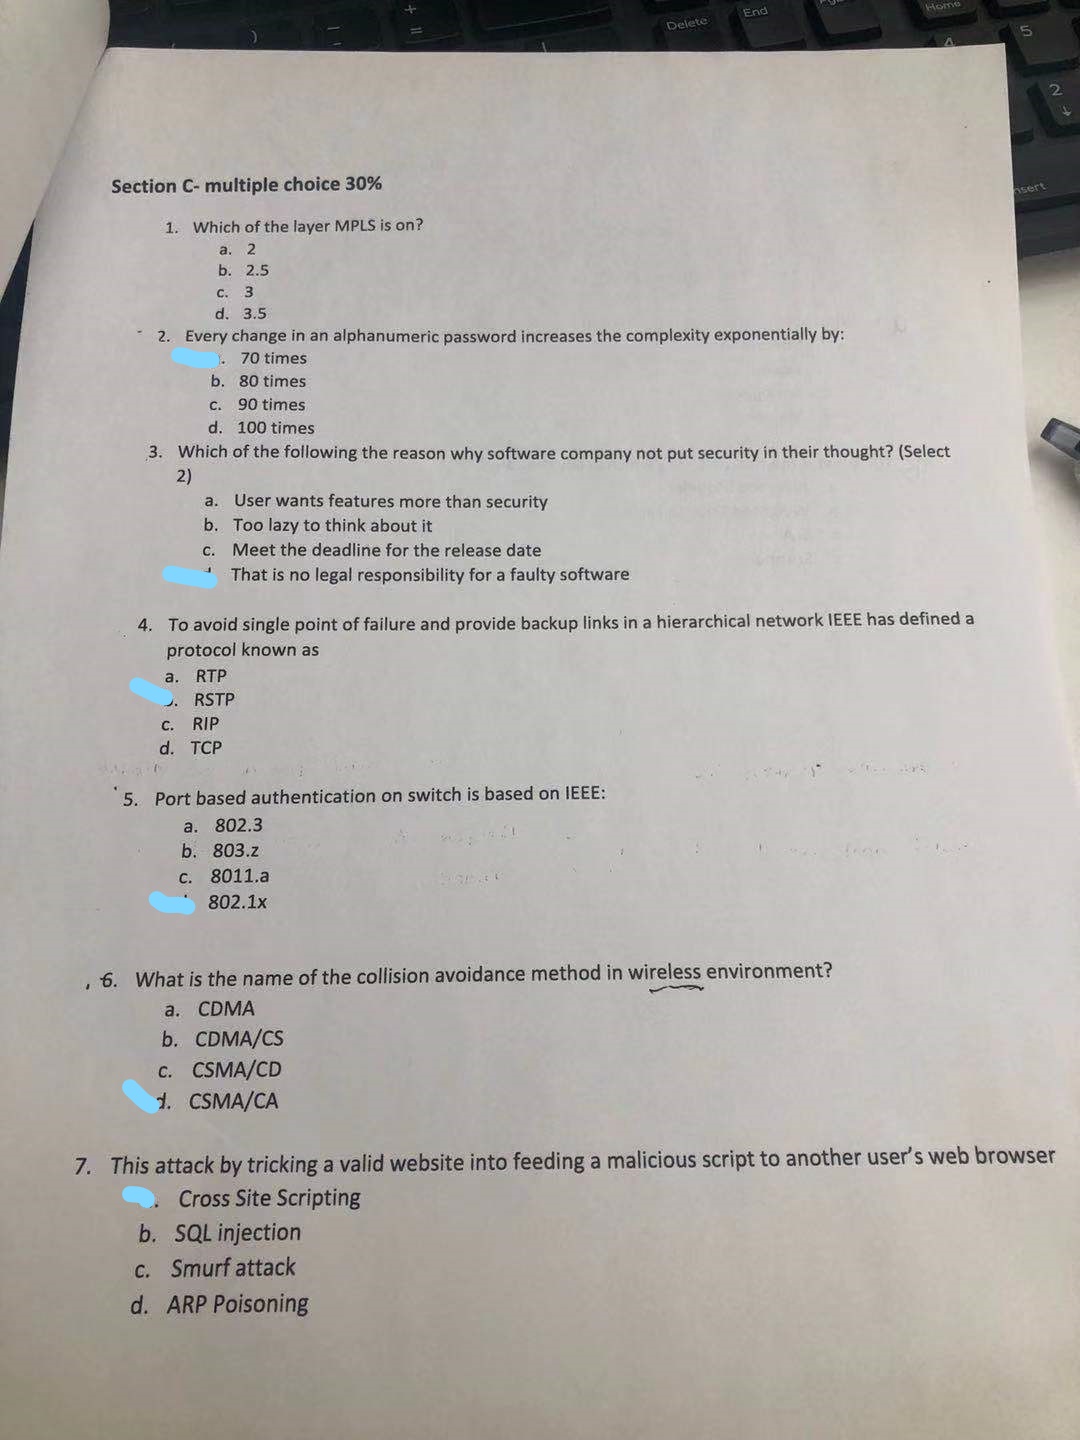 )
+
=
Delete
End
Home
5
2
Section C- multiple choice 30%
1. Which of the layer MPLS is on?
a. 2
b. 2.5
c. 3
d. 3.5
2. Every change in an alphanumeric password increases the complexity exponentially by:
. 70 times
b. 80 times
c. 90 times
d. 100 times
3. Which of the following the reason why software company not put security in their thought? (Select
2)
a. User wants features more than security
b. Too lazy to think about it
c. Meet the deadline for the release date
That is no legal responsibility for a faulty software
4. To avoid single point of failure and provide backup links in a hierarchical network IEEE has defined a
protocol known as
a. RTP
. RSTP
c. RIP
d. TCP
5. Port based authentication on switch is based on IEEE:
a. 802.3
b. 803.z
c. 8011.a
802.1x
6. What is the name of the collision avoidance method in wireless environment?
a. CDMA
b. CDMA/CS
c. CSMA/CD
d. CSMA/CA
7. This attack by tricking a valid website into feeding a malicious script to another user's web browser
. Cross Site Scripting
b. SQL injection
c. Smurf attack
d. ARP Poisoning